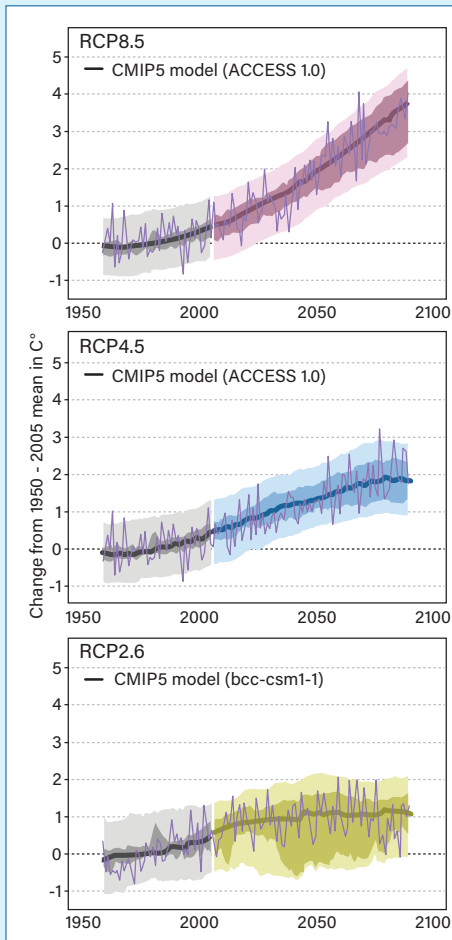 RCP8.5
CMIP5 model (ACCESS 1.0)
5
4
3
2
1
0
-1
1950 2000 2050 2100
RCP4.5
CMIP5 model (ACCESS 1.0)
5
4
3
2
1
0
-1
1950 2000 2050 2100
Change from 1950 - 2005 mean in C°
RCP2.6
CMIP5 model (bcc-csm1-1)
5
4
3
2
1
0
-1
1950 2000 2050 2100